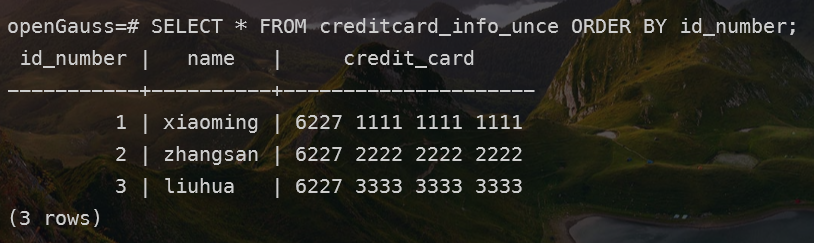 openGauss=# SELECT * FROM creditcard_info_unce ORDER BY id_number;
 id_number |   name   |     credit_card
-----------+----------+---------------------
         1 | xiaoming | 6227 1111 1111 1111
         2 | zhangsan | 6227 2222 2222 2222
         3 | liuhua   | 6227 3333 3333 3333
(3 rows)